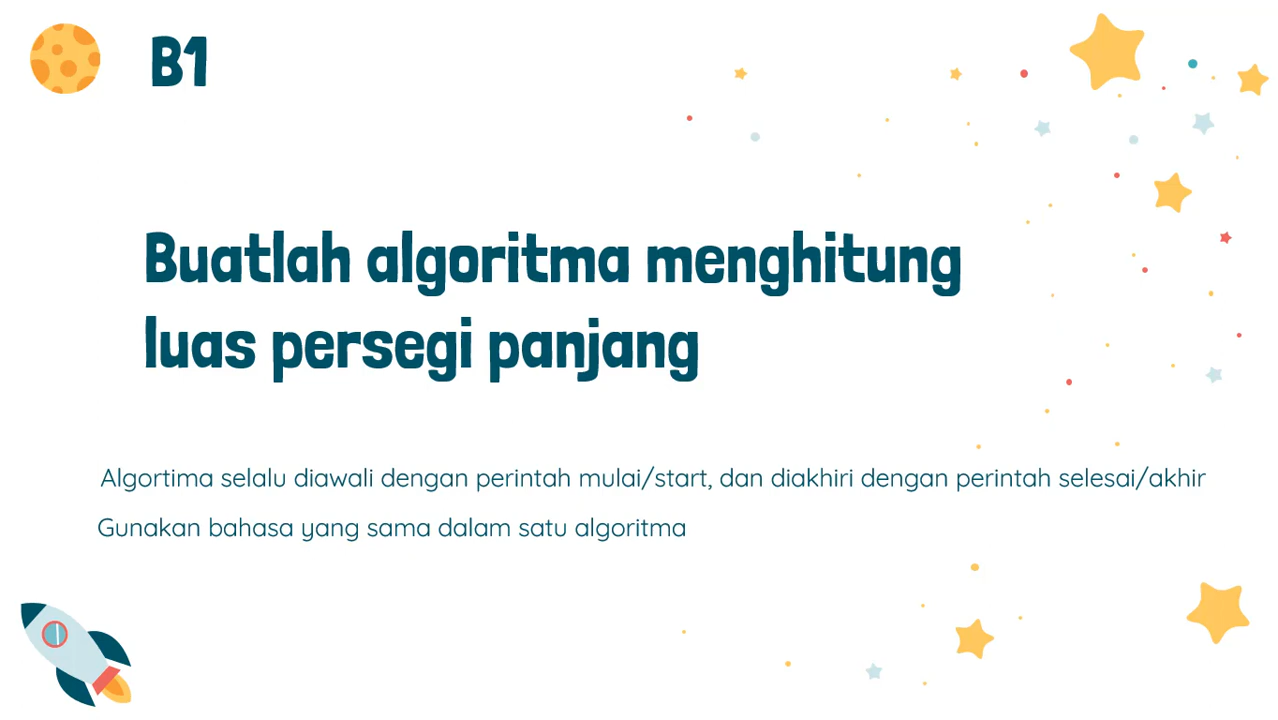 B1
Buatlah algoritma menghitung
luas persegi panjang
Algortima selalu diawali dengan perintah mulai/start, dan diakhiri dengan perintah selesai/akhir
Gunakan bahasa yang sama dalam satu algoritma